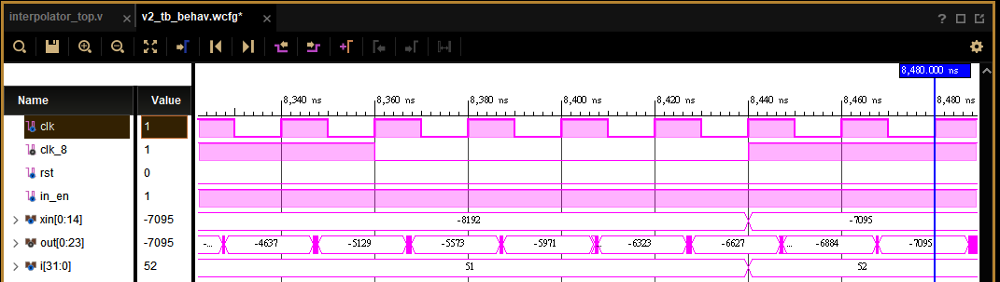 interpolator_top.v × v2_tb_behav.wcfg* ×
8,480.000 ns
Name Value
8,340 ns 8,360 ns 8,380 ns 8,400 ns 8,420 ns 8,440 ns 8,460 ns 8,480 ns
clk 1
clk_8 1
rst 0
in_en 1
xin[0:14] -7095 -8192 -7095
out[0:23] -7095 -... -4637 -5129 -5573 -5971 ... -6323 -6627 ... -6884 -7095
i[31:0] 52 51 52